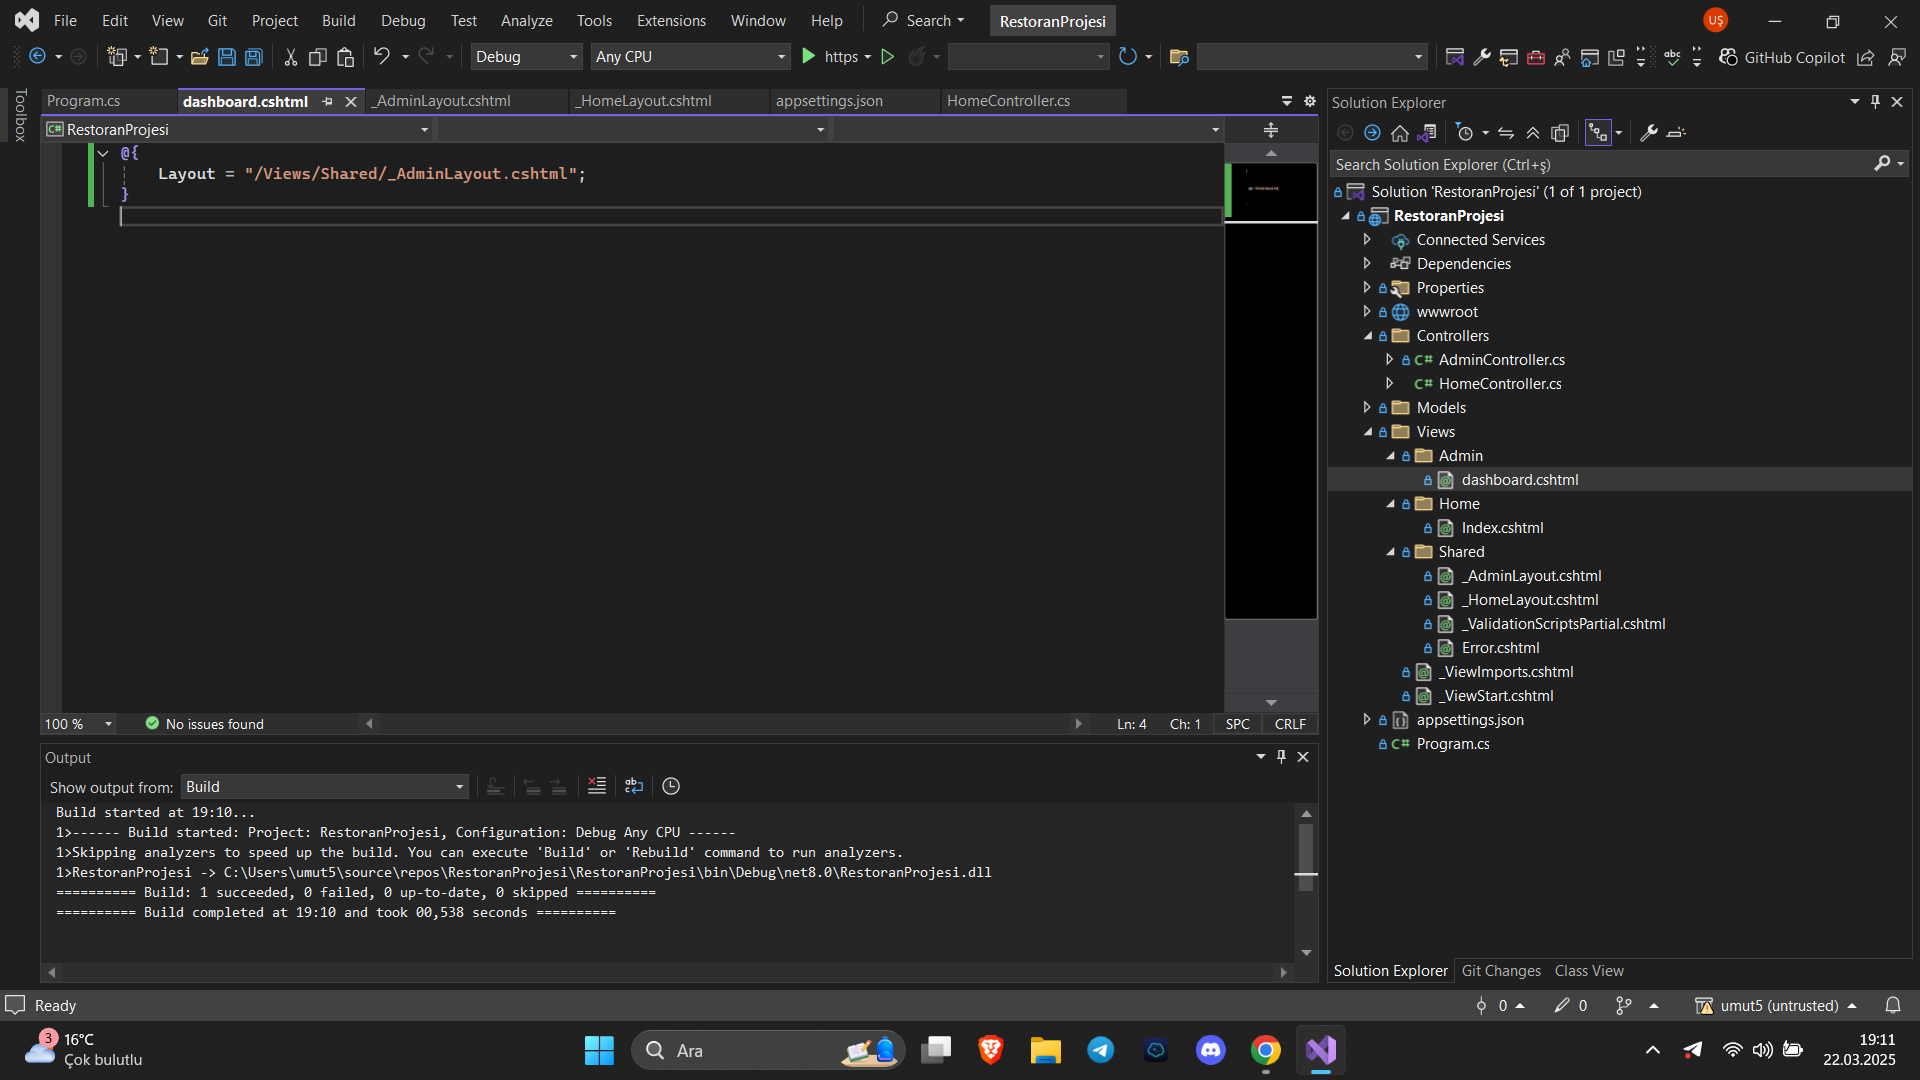 File Edit View Git Project Build Debug Test Analyze Tools Extensions Window Help Search RestoranProjesi UŞ
Debug Any CPU https GitHub Copilot
Toolbox
Program.cs dashboard.cshtml _AdminLayout.cshtml _HomeLayout.cshtml appsettings.json HomeController.cs
C# RestoranProjesi
@{
Layout = "/Views/Shared/_AdminLayout.cshtml";
}
100 % No issues found Ln: 4 Ch: 1 SPC CRLF
Output
Show output from: Build
Build started at 19:10...
1>------ Build started: Project: RestoranProjesi, Configuration: Debug Any CPU ------
1>Skipping analyzers to speed up the build. You can execute 'Build' or 'Rebuild' command to run analyzers.
1>RestoranProjesi -> C:\Users\umut5\source\repos\RestoranProjesi\RestoranProjesi\bin\Debug\net8.0\RestoranProjesi.dll
========== Build: 1 succeeded, 0 failed, 0 up-to-date, 0 skipped ==========
========== Build completed at 19:10 and took 00,538 seconds ==========
Solution Explorer
Search Solution Explorer (Ctrl+ş)
Solution 'RestoranProjesi' (1 of 1 project)
RestoranProjesi
Connected Services
Dependencies
Properties
wwwroot
Controllers
C# AdminController.cs
C# HomeController.cs
Models
Views
Admin
dashboard.cshtml
Home
Index.cshtml
Shared
_AdminLayout.cshtml
_HomeLayout.cshtml
_ValidationScriptsPartial.cshtml
Error.cshtml
_ViewImports.cshtml
_ViewStart.cshtml
appsettings.json
C# Program.cs
Solution Explorer Git Changes Class View
Ready 0 0 umut5 (untrusted)
3 16°C
Çok bulutlu
Ara
19:11
22.03.2025